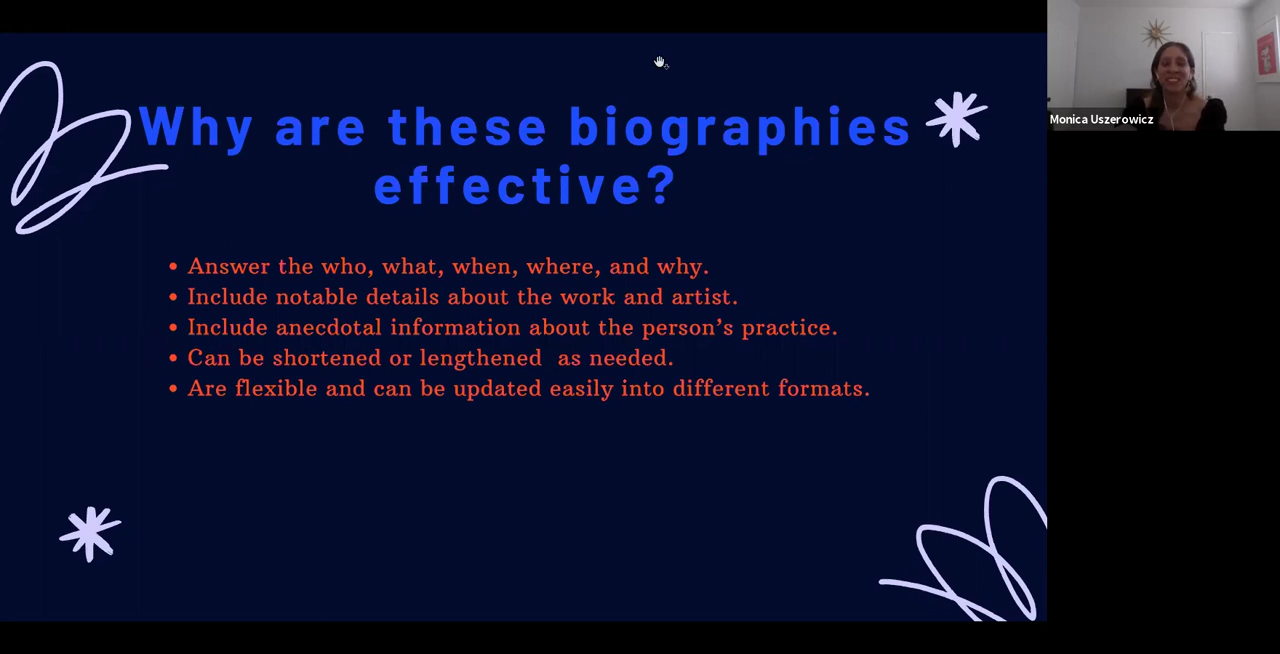 Why are these biographies
effective?
Answer the who, what, when, where, and why.
Include notable details about the work and artist.
Include anecdotal information about the person’s practice.
Can be shortened or lengthened  as needed.
Are flexible and can be updated easily into different formats.
Monica Uszerowicz